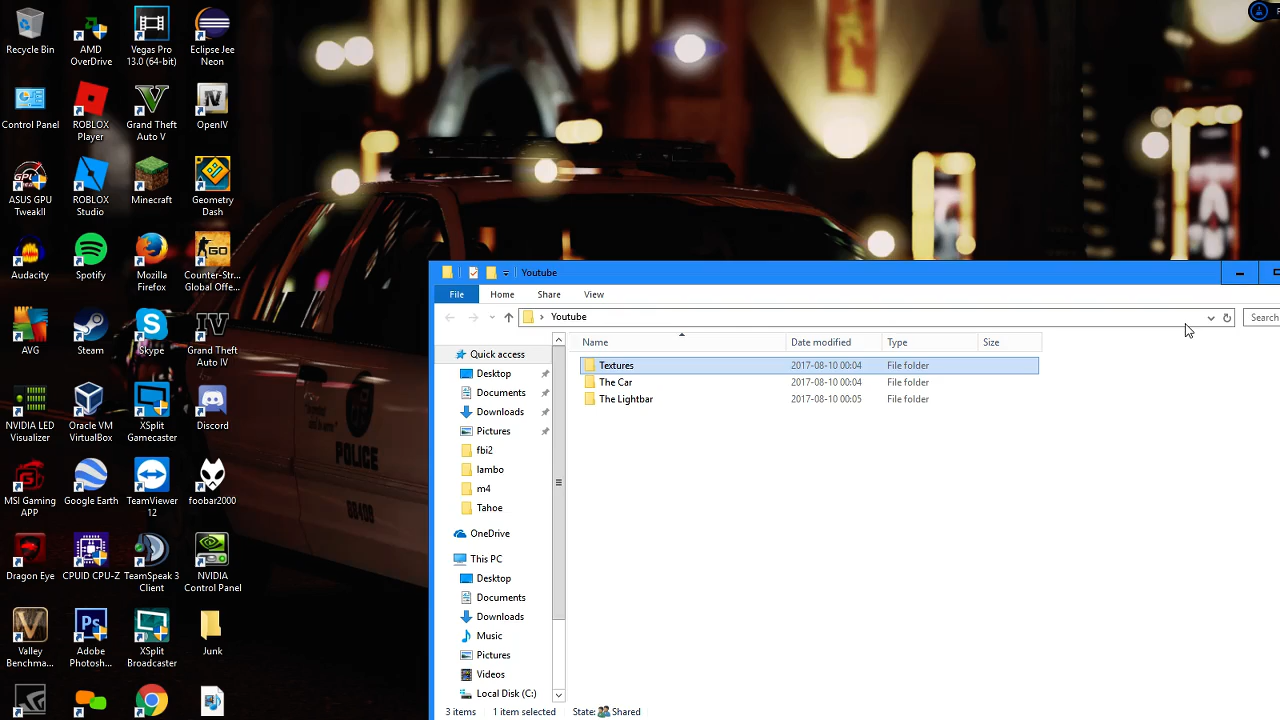 Recycle Bin
AMD
OverDrive
Vegas Pro
13.0 (64-bit)
Eclipse Jee
Neon
Control Panel
ROBLOX
Player
Grand Theft
Auto V
OpenIV
ASUS GPU
TweakII
ROBLOX
Studio
Minecraft
Geometry
Dash
Audacity
Spotify
Mozilla
Firefox
Counter-Str...
Global Offe...
AVG
Steam
Skype
Grand Theft
Auto IV
NVIDIA LED
Visualizer
Oracle VM
VirtualBox
XSplit
Gamecaster
Discord
MSI Gaming
APP
Google Earth
TeamViewer
12
foobar2000
Dragon Eye
CPUID CPU-Z
TeamSpeak 3
Client
NVIDIA
Control Panel
Valley
Benchma...
Adobe
Photosh...
XSplit
Broadcaster
Junk
POLICE
Youtube
File
Home
Share
View
Youtube
Search
Name
Date modified
Type
Size
Textures 2017-08-10 00:04 File folder
The Car 2017-08-10 00:04 File folder
The Lightbar 2017-08-10 00:05 File folder
Quick access
Desktop
Documents
Downloads
Pictures
fbi2
lambo
m4
Tahoe
OneDrive
This PC
Desktop
Documents
Downloads
Music
Pictures
Videos
Local Disk (C:)
3 items
1 item selected
State: Shared